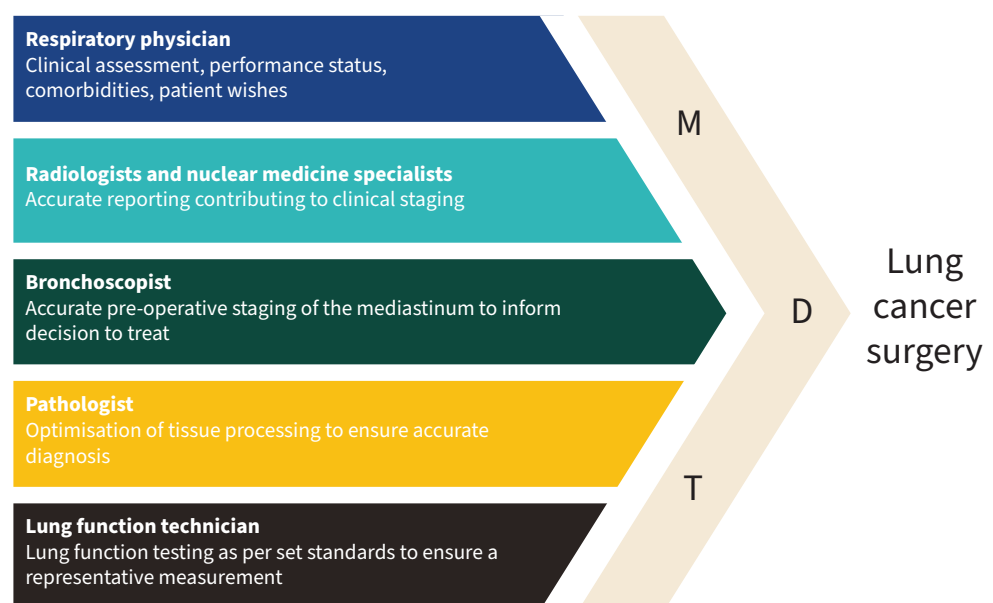 Respiratory physician
Clinical assessment, performance status,
comorbidities, patient wishes
Radiologists and nuclear medicine specialists
Accurate reporting contributing to clinical staging
Bronchoscopist
Accurate pre-operative staging of the mediastinum to inform
decision to treat
Pathologist
Optimisation of tissue processing to ensure accurate
diagnosis
Lung function technician
Lung function testing as per set standards to ensure a
representative measurement
M
D
T
Lung
cancer
surgery